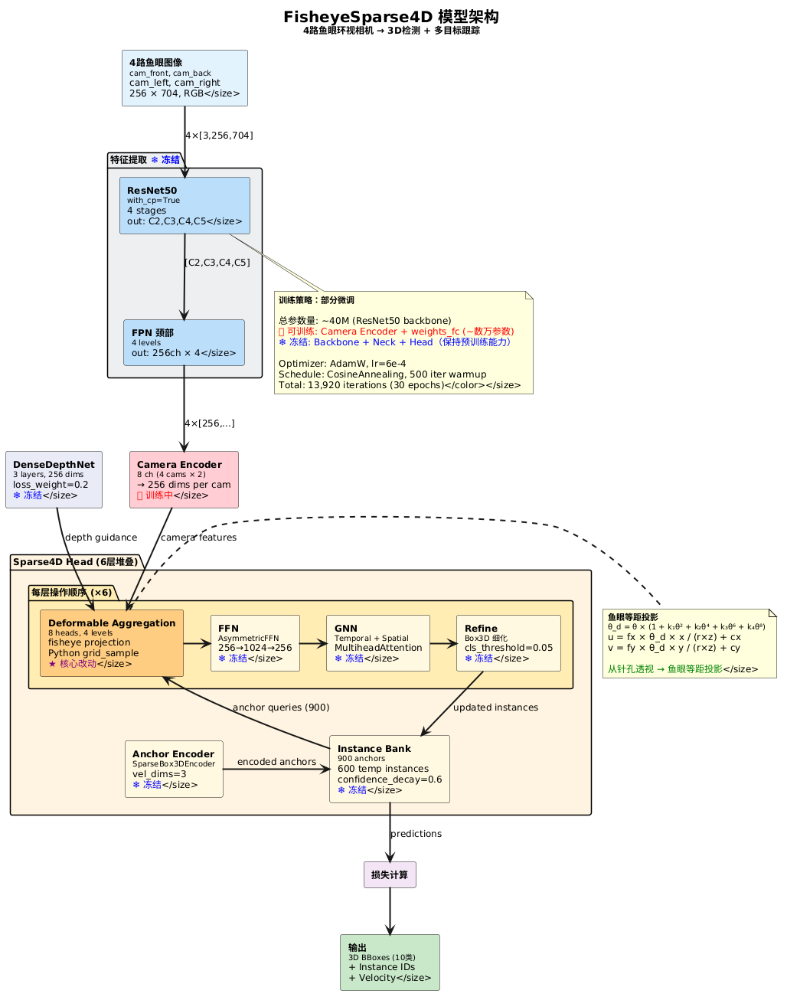 FisheyeSparse4D 模型架构
4路鱼眼环视相机 → 3D检测 + 多目标跟踪
4路鱼眼图像
cam_front, cam_back
cam_left, cam_right
256 × 704, RGB</size>
4×[3,256,704]
特征提取 ❄ 冻结
ResNet50
with_cp=True
4 stages
out: C2,C3,C4,C5</size>
[C2,C3,C4,C5]
FPN 颈部
4 levels
out: 256ch × 4</size>
训练策略：部分微调
总参数量: ~40M (ResNet50 backbone)
可训练: Camera Encoder + weights_fc (~数万参数)
❄ 冻结: Backbone + Neck + Head（保持预训练能力）
Optimizer: AdamW, lr=6e-4
Schedule: CosineAnnealing, 500 iter warmup
Total: 13,920 iterations (30 epochs)</color></size>
4×[256,...]
DenseDepthNet
3 layers, 256 dims
loss_weight=0.2
❄ 冻结</size>
Camera Encoder
8 ch (4 cams × 2)
→ 256 dims per cam
训练中</size>
depth guidance
camera features
Sparse4D Head (6层堆叠)
每层操作顺序 (×6)
Deformable Aggregation
8 heads, 4 levels
fisheye projection
Python grid_sample
★ 核心改动</size>
FFN
AsymmetricFFN
256→1024→256
❄ 冻结</size>
GNN
Temporal + Spatial
MultiheadAttention
❄ 冻结</size>
Refine
Box3D 细化
cls_threshold=0.05
❄ 冻结</size>
鱼眼等距投影
θ_d = θ × (1 + k₁θ² + k₂θ⁴ + k₃θ⁶ + k₄θ⁸)
u = fx × θ_d × x / (r×z) + cx
v = fy × θ_d × y / (r×z) + cy
从针孔透视 → 鱼眼等距投影</size>
anchor queries (900)
updated instances
Anchor Encoder
SparseBox3DEncoder
vel_dims=3
❄ 冻结</size>
encoded anchors
Instance Bank
900 anchors
600 temp instances
confidence_decay=0.6
❄ 冻结</size>
predictions
损失计算
输出
3D BBoxes (10类)
+ Instance IDs
+ Velocity</size>